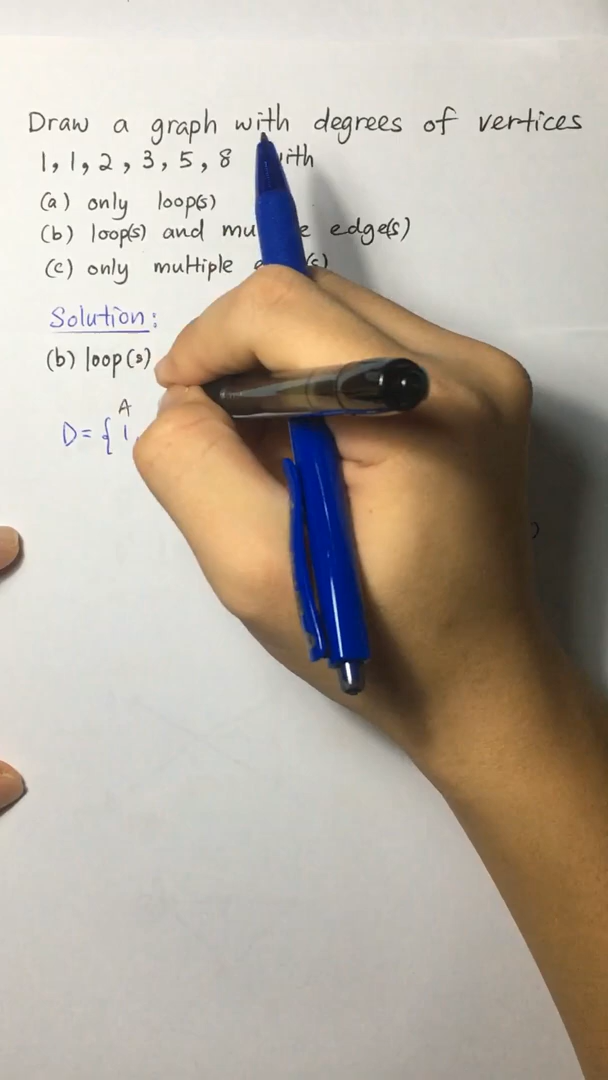 Draw a graph with degrees of vertices
1, 1, 2, 3, 5, 8
(a) only loop(s)
(b) loop(s) and edge(s)
(c) only multiple
Solution:
(b) loop(s)
A
D = { 1,